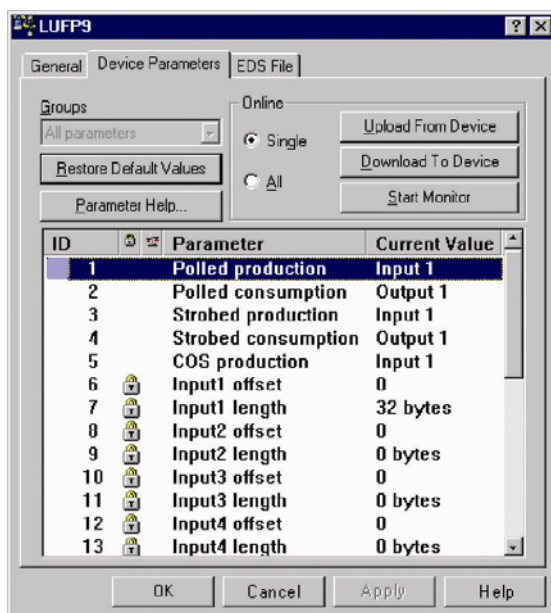 LUFP9
General Device Parameters EDS File
Groups
All parameters
Restore Default Values
Parameter Help...
Online
Single
All
Upload From Device
Download To Device
Start Monitor
ID Parameter Current Value
1 Polled production Input 1
2 Polled consumption Output 1
3 Strobed production Input 1
4 Strobed consumption Output 1
5 COS production Input 1
6 Input1 offset 0
7 Input1 length 32 bytes
8 Input2 offset 0
9 Input2 length 0 bytes
10 Input3 offset 0
11 Input3 length 0 bytes
12 Input4 offset 0
13 Input4 length 0 bytes
OK Cancel Apply Help